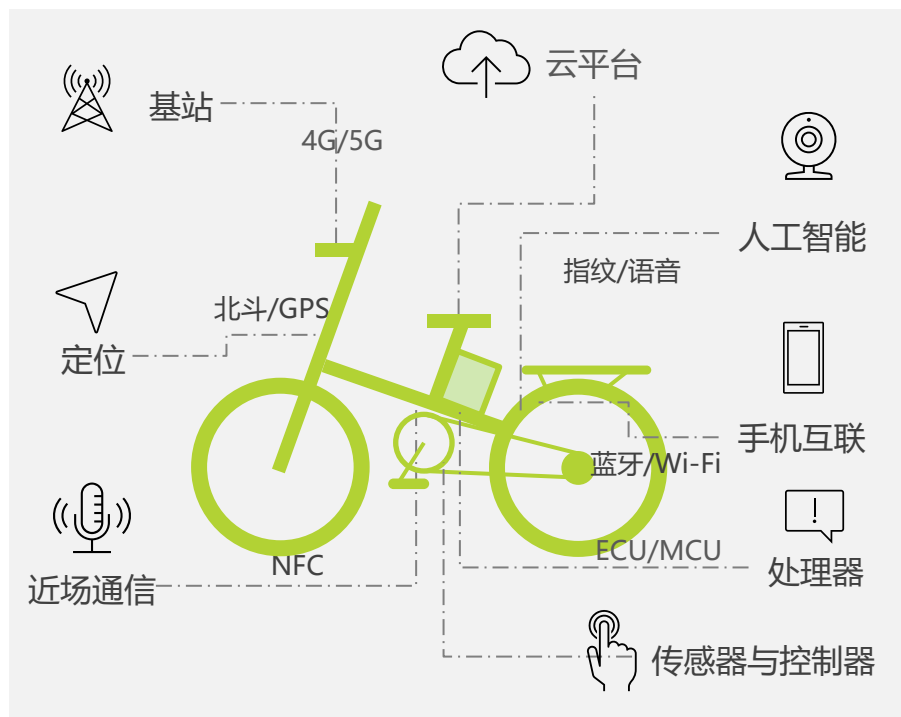 云平台
基站
4G/5G
人工智能
指纹/语音
北斗/GPS
定位
手机互联
蓝牙/Wi-Fi
ECU/MCU
处理器
NFC
近场通信
传感器与控制器